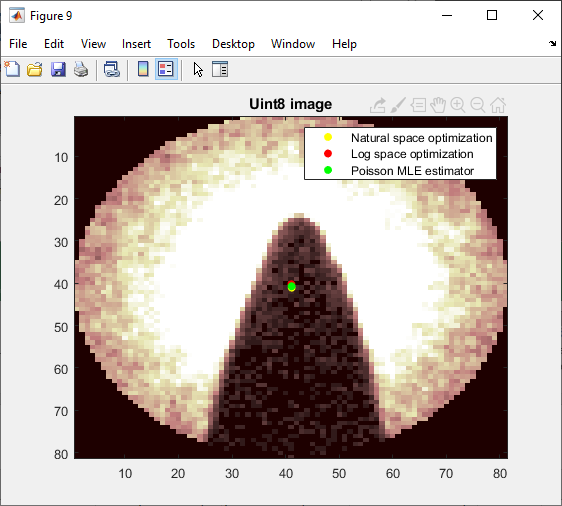 Figure 9
File Edit View Insert Tools Desktop Window Help
Uint8 image
Natural space optimization
Log space optimization
Poisson MLE estimator
10
20
30
40
50
60
70
80
10 20 30 40 50 60 70 80